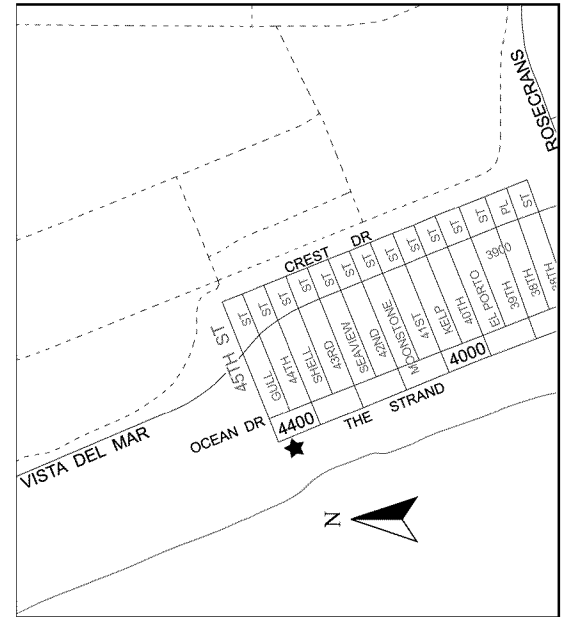 ROSECRANS
CREST DR
45TH ST
GULL ST
44TH ST
SHELL ST
43RD ST
SEAVIEW ST
42ND ST
MOONSTONE ST
41ST ST
KELP ST
40TH ST
EL PORTO ST
3900
39TH PL
38TH ST
38TH
VISTA DEL MAR
OCEAN DR
4400
THE STRAND
4000
N